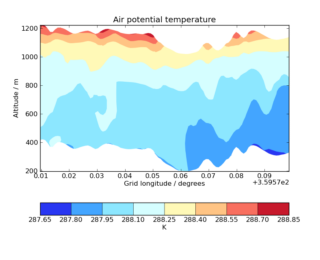 Air potential temperature
Altitude / m
1200
1000
800
600
400
200
0.01 0.02 0.03 0.04 0.05 0.06 0.07 0.08 0.09
Grid longitude / degrees
+3.5957e2
287.65 287.80 287.95 288.10 288.25 288.40 288.55 288.70 288.85
K